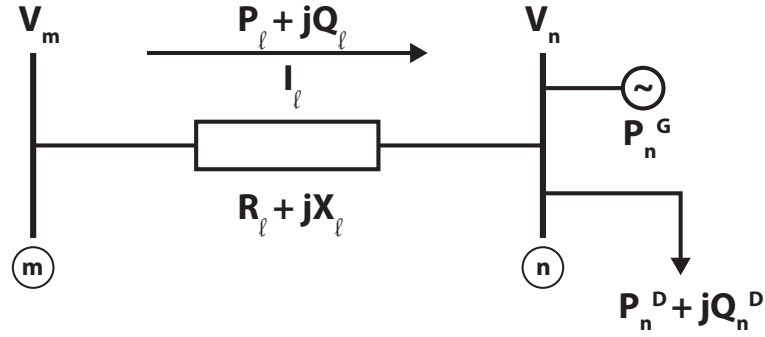 V_m
P_ℓ + jQ_ℓ
V_n
I_ℓ
~
P_n^G
R_ℓ + jX_ℓ
m
n
P_n^D + jQ_n^D